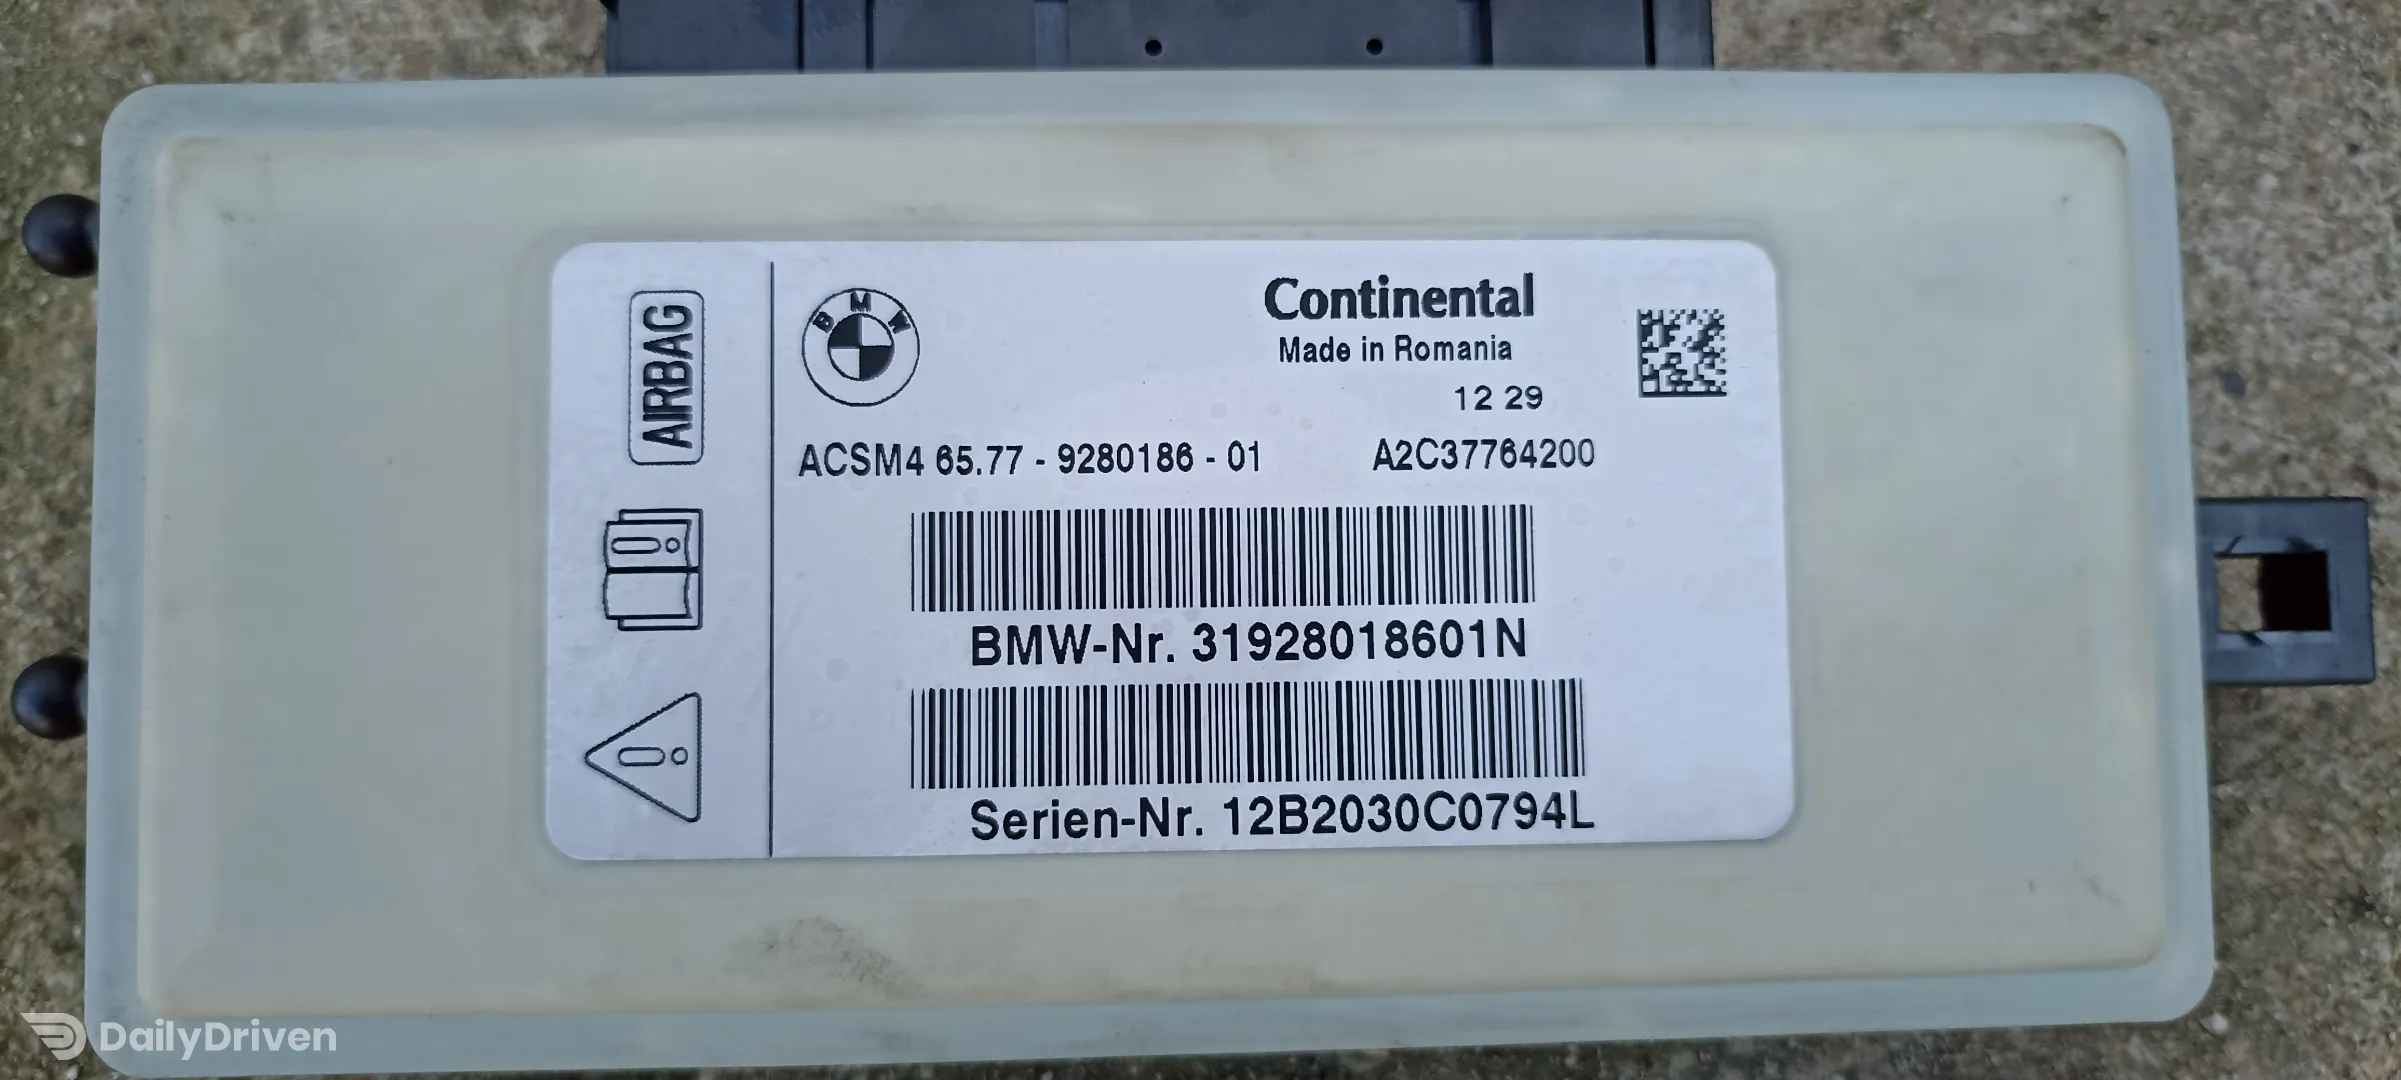 AIRBAG
BMW
Continental
Made in Romania
12 29
ACSM4 65.77 - 9280186 - 01 A2C37764200
BMW-Nr. 31928018601N
Serien-Nr. 12B2030C0794L
DailyDriven